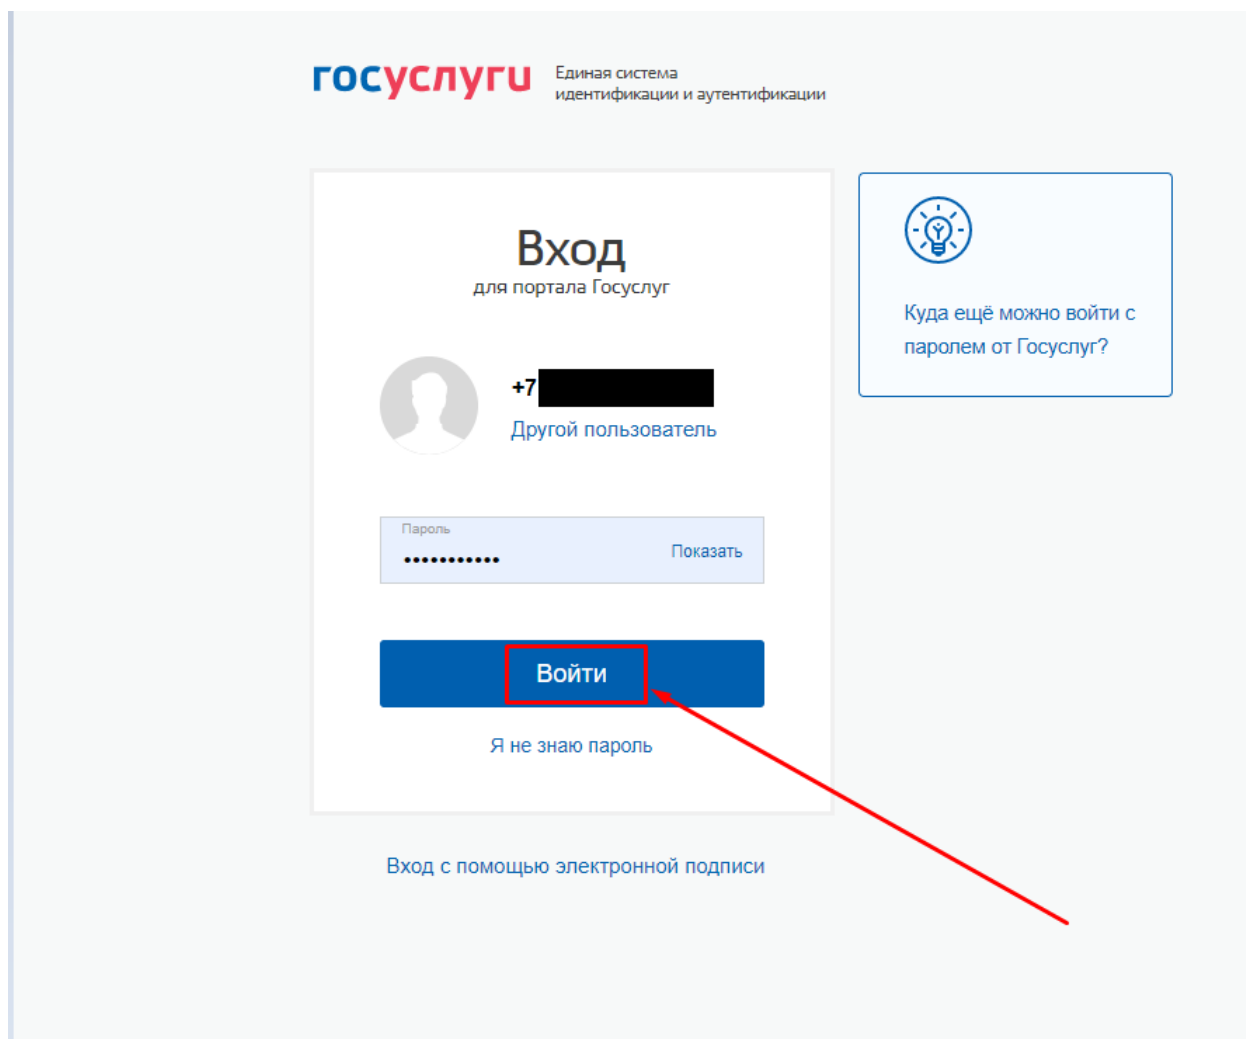 госуслуги
Единая система
идентификации и аутентификации
Вход
для портала Госуслуг
+7
Другой пользователь
Пароль
•••••••••••
Показать
Войти
Я не знаю пароль
Вход с помощью электронной подписи
Куда ещё можно войти с
паролем от Госуслуг?